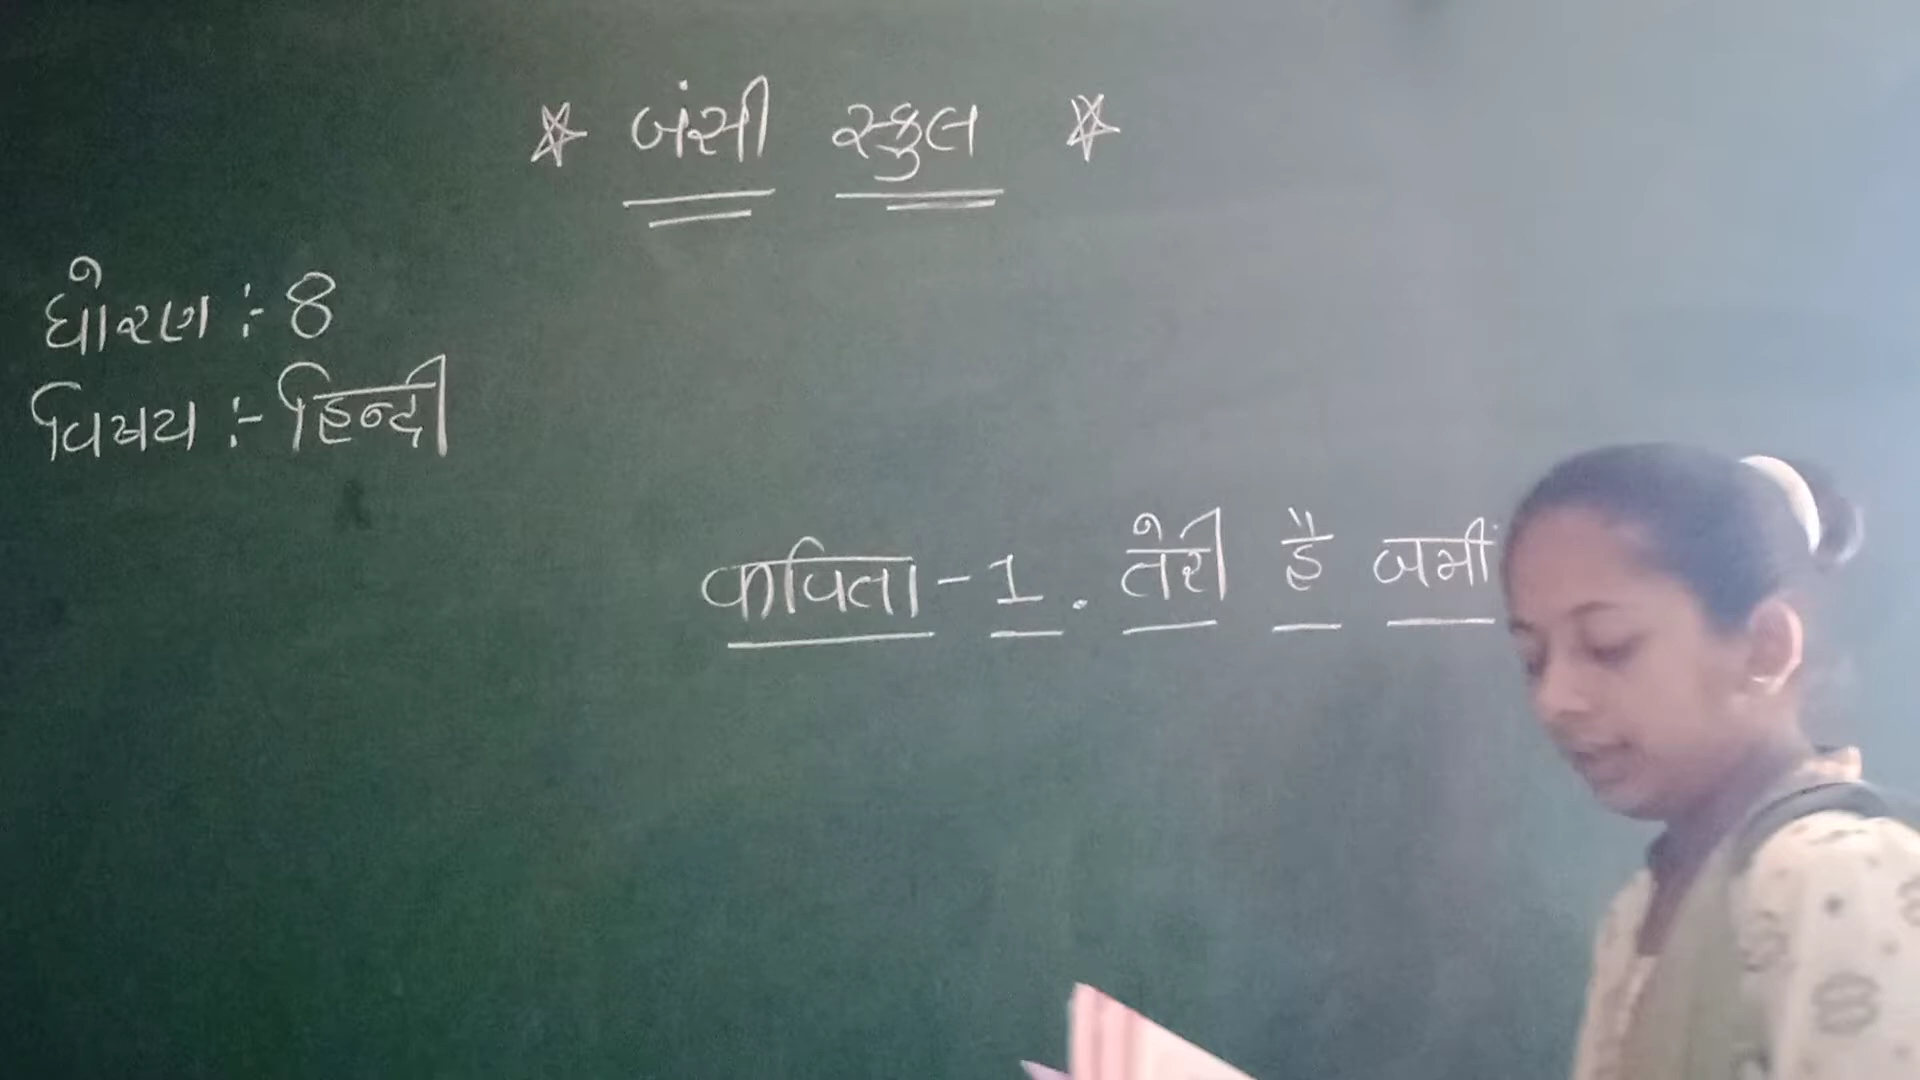 ★ બંસી સ્કુલ ★
ધોરણ :- 8
વિષય :- हिन्दी
कविता - 1 . तेरी है जमीं